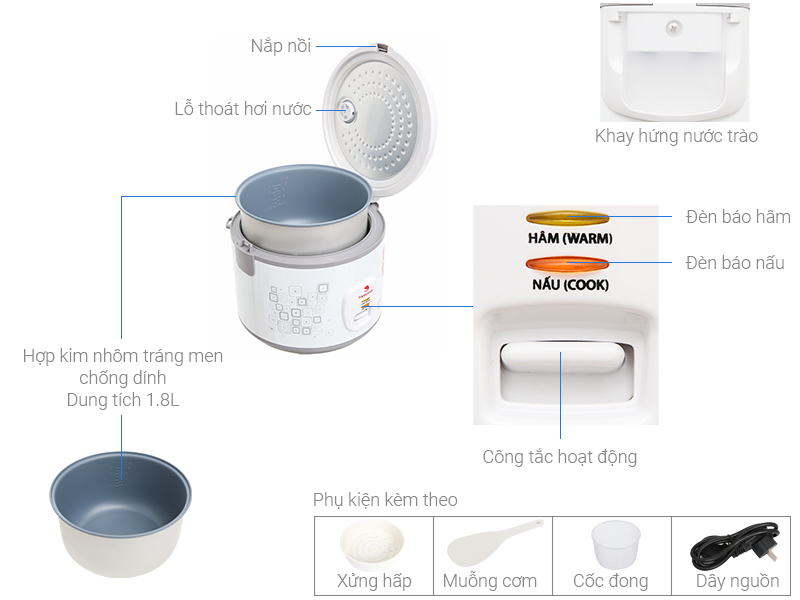 Nắp nồi
Lỗ thoát hơi nước
Khay hứng nước trào
HÂM (WARM)
Đèn báo hâm
NẤU (COOK)
Đèn báo nấu
Hợp kim nhôm tráng men
chống dính
Dung tích 1.8L
Công tắc hoạt động
Phụ kiện kèm theo
Xửng hấp
Muỗng cơm
Cốc đong
Dây nguồn